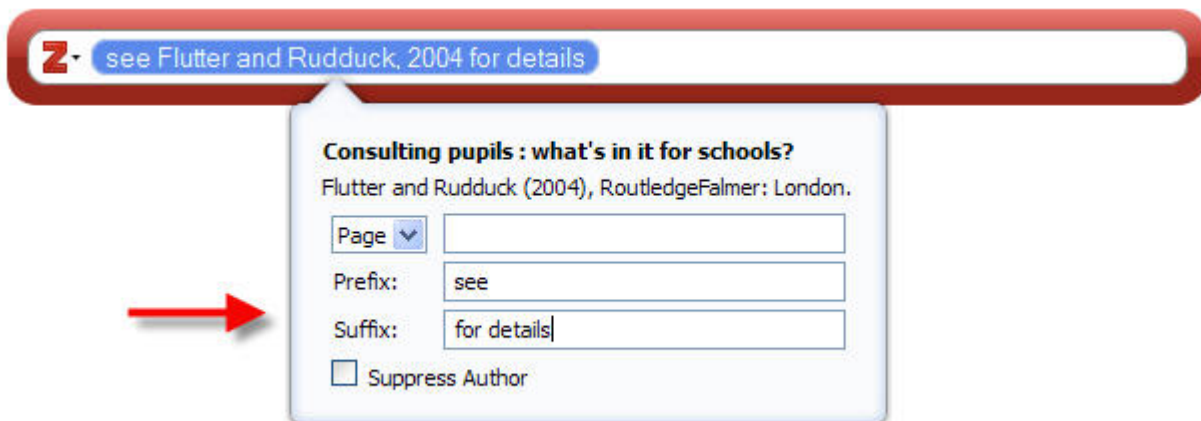 Z see Flutter and Rudduck, 2004 for details
Consulting pupils : what's in it for schools?
Flutter and Rudduck (2004), RoutledgeFalmer: London.
Page
Prefix: see
Suffix: for details
Suppress Author